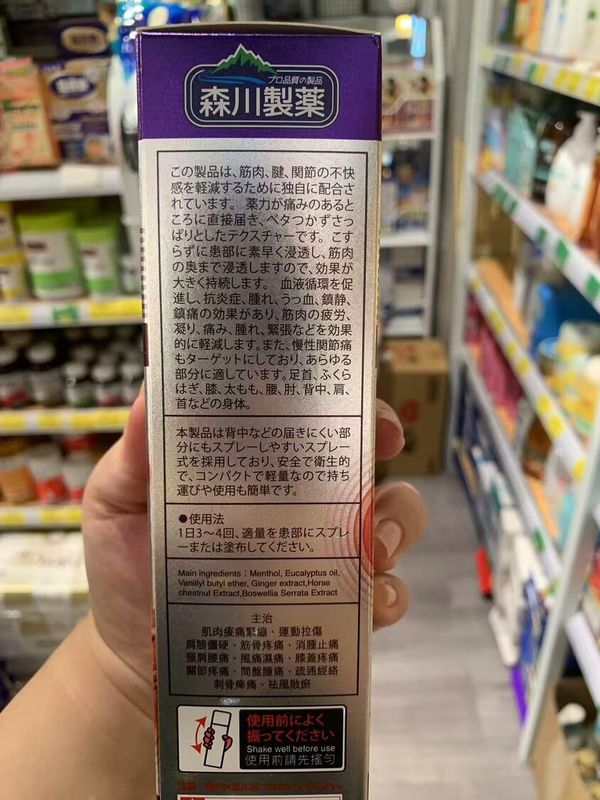 プロ品質の製品
森川製薬
この製品は、筋肉、腱、関節の不快
感を軽減するために独自に配合さ
れています。薬力が痛みのあると
ころに直接届き、ベタつかずさっ
ぱりとしたテクスチャーです。こす
らずに患部に素早く浸透し、筋肉
の奥まで浸透しますので、効果が
大きく持続します。 血液循環を促
進し、抗炎症、腫れ、うっ血、鎮静、
鎮痛の効果があり、筋肉の疲労、
凝り、痛み、腫れ、緊張などを効果
的に軽減します。また、慢性関節痛
もターゲットにしており、あらゆる
部分に適しています。足首、ふくら
はぎ、膝、太もも、腰、肘、背中、肩、
首などの身体。
本製品は背中などの届きにくい部
分にもスプレーしやすいスプレー
式を採用しており、安全で衛生的
で、コンパクトで軽量なので持ち
運びや使用も簡単です。
●使用法
1日3～4回、適量を患部にスプレ
ーまたは塗布してください。
Main ingredients : Menthol, Eucalyptus oil,
Vanillyl butyl ether, Ginger extract,Horse
chestnut Extract,Boswellia Serrata Extract
主治
肌肉痠痛緊繃・運動拉傷
肩膀僵硬・筋骨疼痛・消腫止痛
頸肩腰痛・風痛濕痛・膝蓋疼痛
關節疼痛・間盤腫痛・疏通經絡
刺骨痺痛・祛風散瘀
使用前によく
振ってください
Shake well before use
使用前請先搖勻